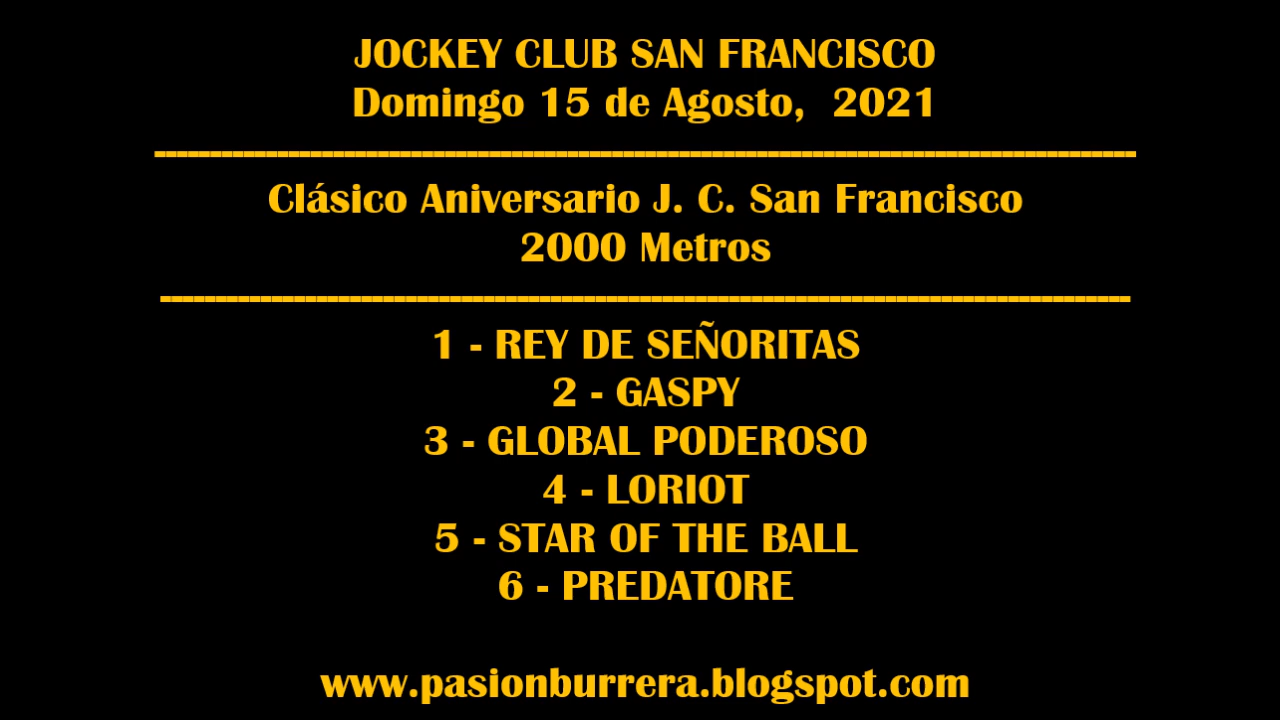 JOCKEY CLUB SAN FRANCISCO
Domingo 15 de Agosto, 2021
--------------------------------------------------------------------------------------------
Clásico Aniversario J. C. San Francisco
2000 Metros
-------------------------------------------------------------------------------------------
1 - REY DE SEÑORITAS
2 - GASPY
3 - GLOBAL PODEROSO
4 - LORIOT
5 - STAR OF THE BALL
6 - PREDATORE
www.pasionburrera.blogspot.com